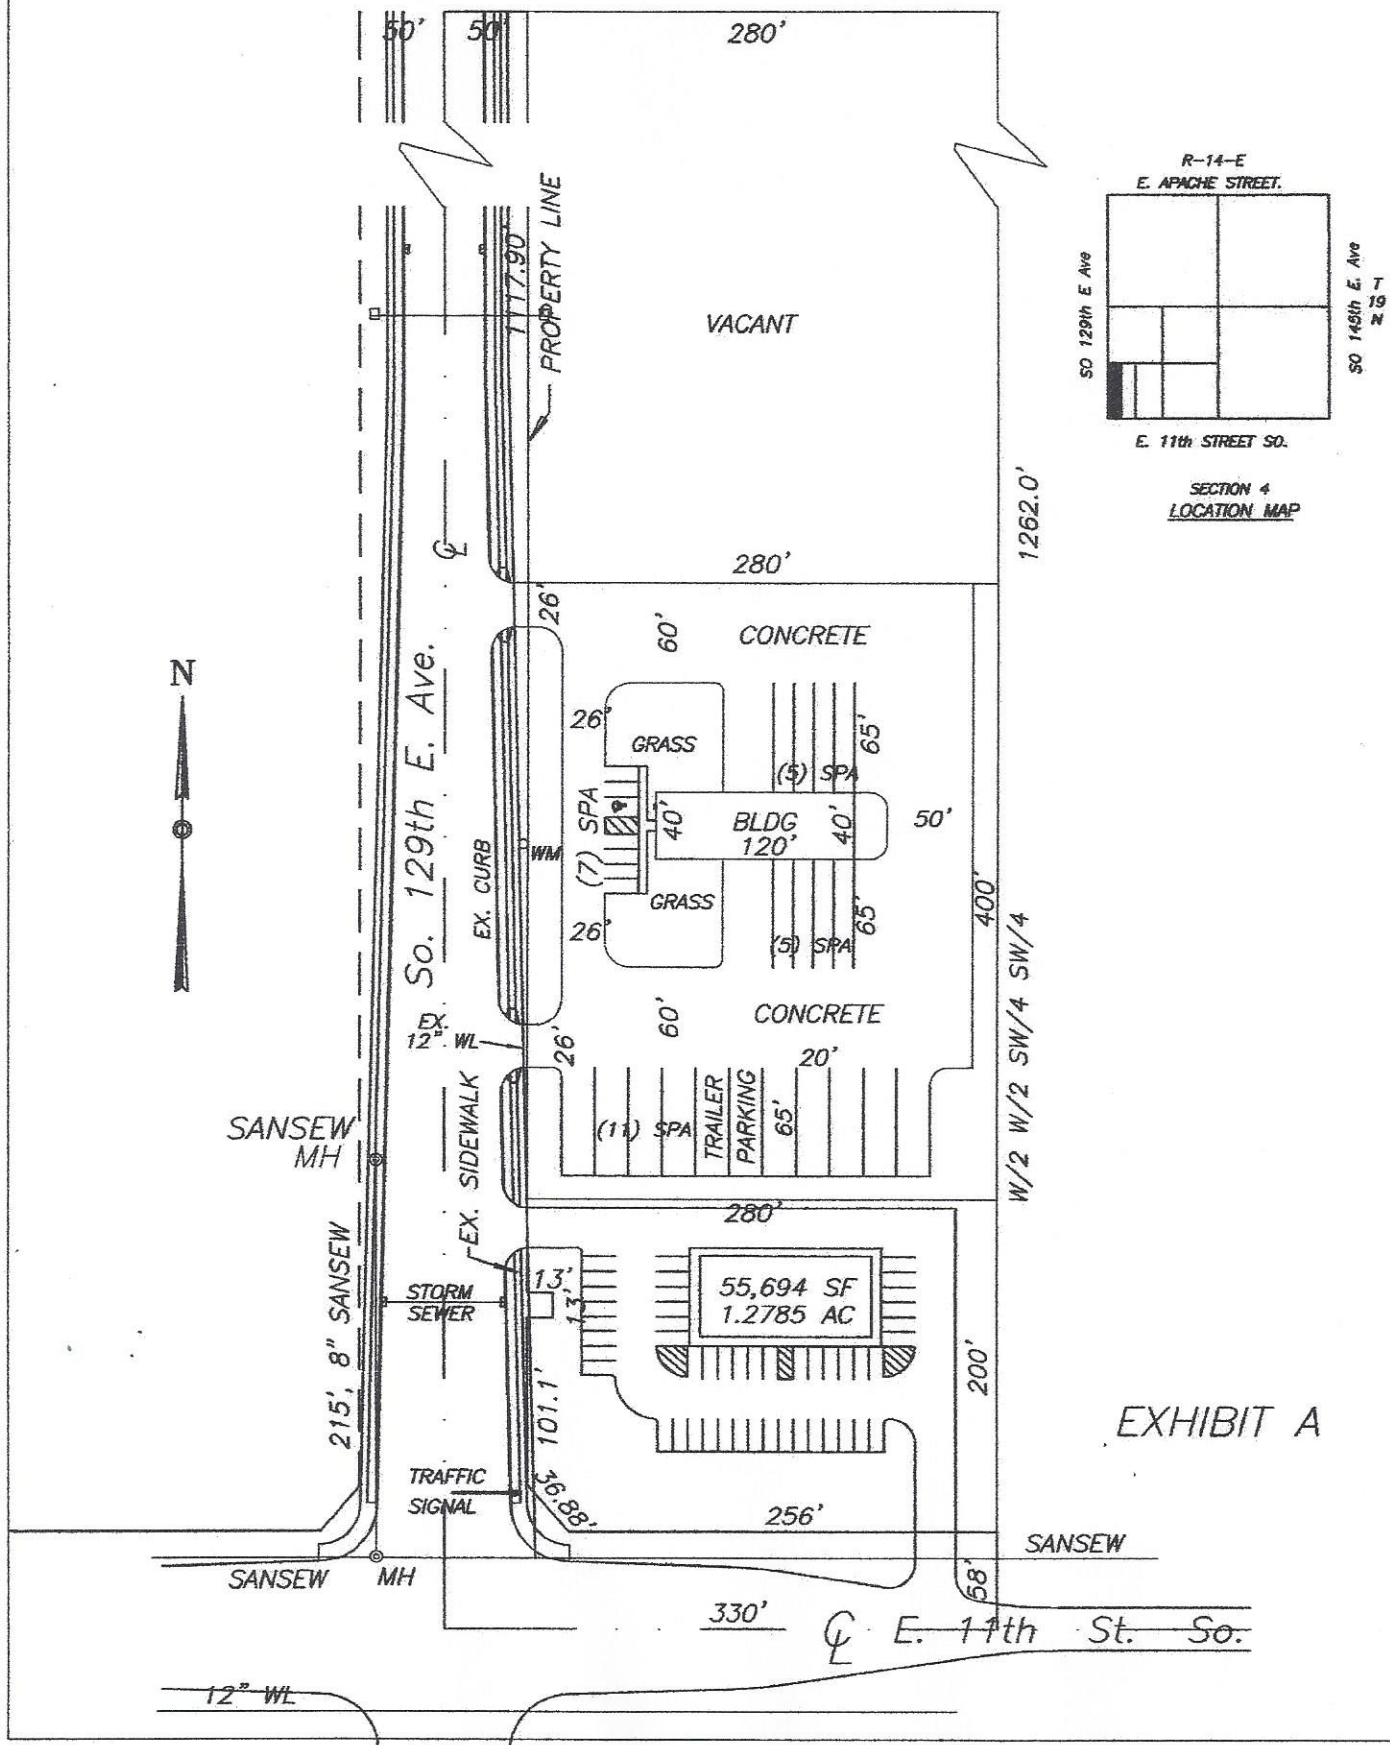 50'
50'
280'
R-14-E
E. APACHE STREET.
SO 129th E Ave
SO 145th E. Ave
T
19
N
E. 11th STREET SO.
SECTION 4
LOCATION MAP
1117.90'
PROPERTY LINE
VACANT
1262.0'
280'
CL
26'
60'
CONCRETE
N
So. 129th E. Ave.
26'
GRASS
65'
(5) SPA
(7) SPA
40'
BLDG
120'
40'
50'
WM
EX. CURB
GRASS
26'
65'
(5) SPA
400'
W/2 W/2 SW/4 SW/4
EX.
12" WL
26'
60'
CONCRETE
20'
SANSEW
MH
EX. SIDEWALK
(11) SPA
TRAILER
PARKING
65'
280'
215', 8" SANSEW
STORM
SEWER
13'
13'
55,694 SF
1.2785 AC
200'
101.1'
EXHIBIT A
TRAFFIC
SIGNAL
36.88'
256'
SANSEW
SANSEW
MH
58'
330'
CL E. 11th St. So.
12" WL